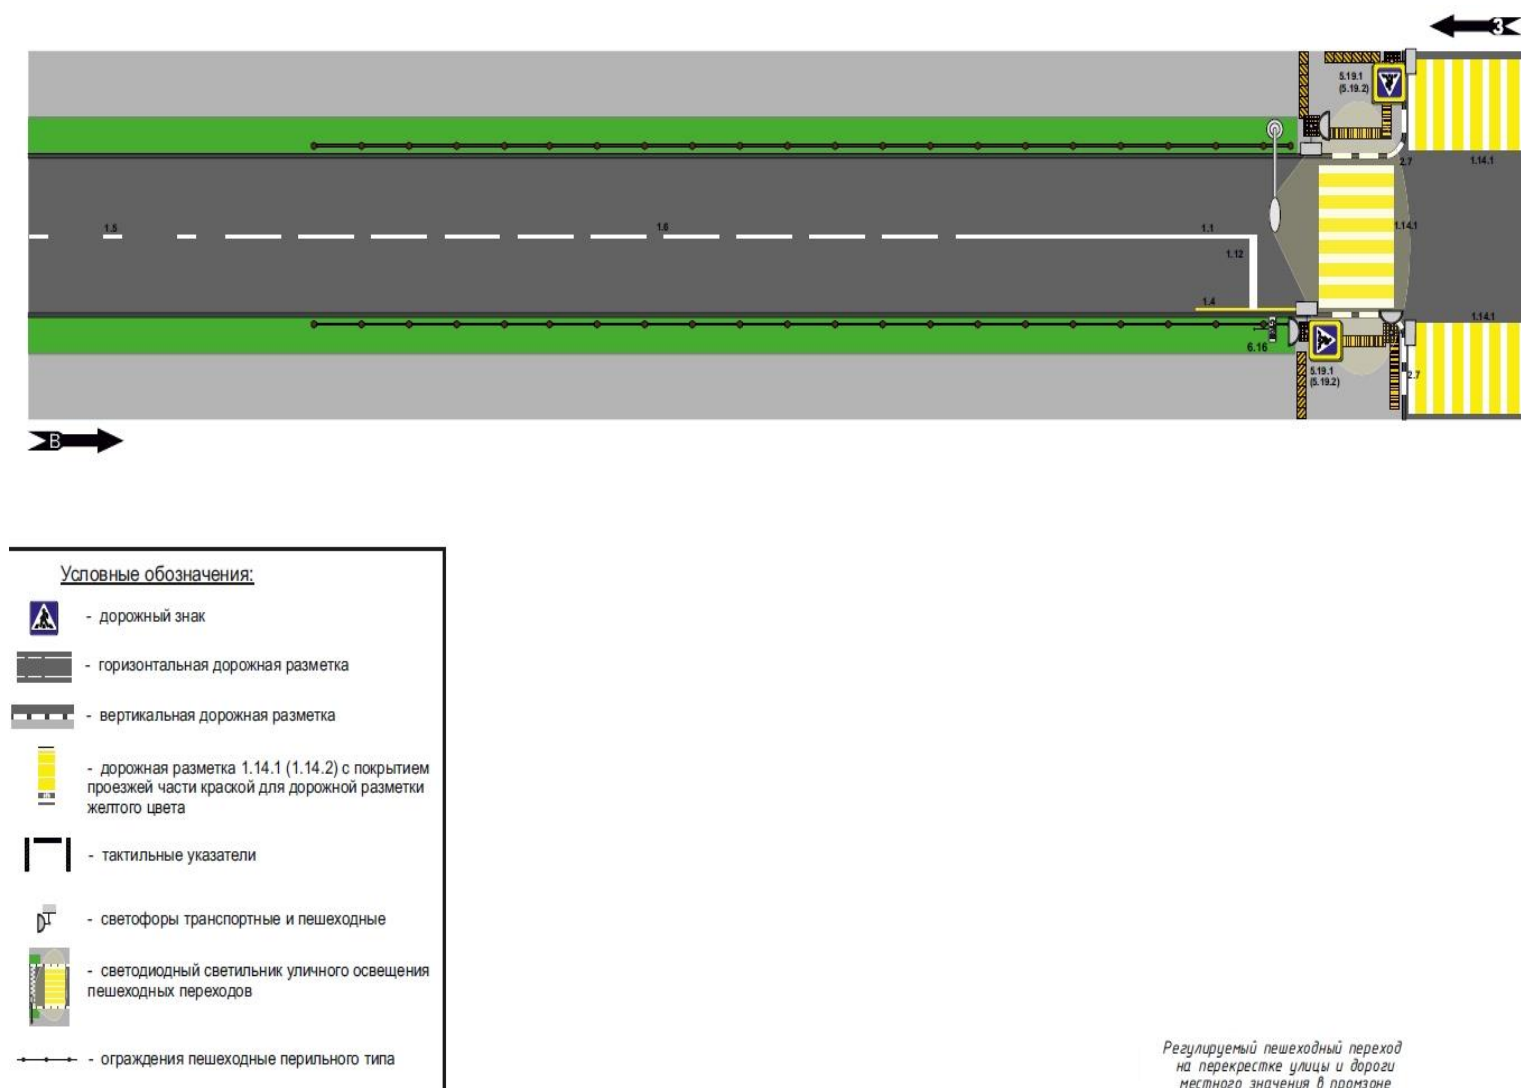 З
5.19.1
(5.19.2)
2.7
1.14.1
1.5
1.6
1.1
1.14.1
1.12
1.4
1.14.1
6.16
5.19.1
(5.19.2)
2.7
В
Условные обозначения:
- дорожный знак
- горизонтальная дорожная разметка
- вертикальная дорожная разметка
- дорожная разметка 1.14.1 (1.14.2) с покрытием
проезжей части краской для дорожной разметки
желтого цвета
- тактильные указатели
- светофоры транспортные и пешеходные
- светодиодный светильник уличного освещения
пешеходных переходов
- ограждения пешеходные перильного типа
Регулируемый пешеходный переход
на перекрестке улицы и дороги
местного значения в промзоне